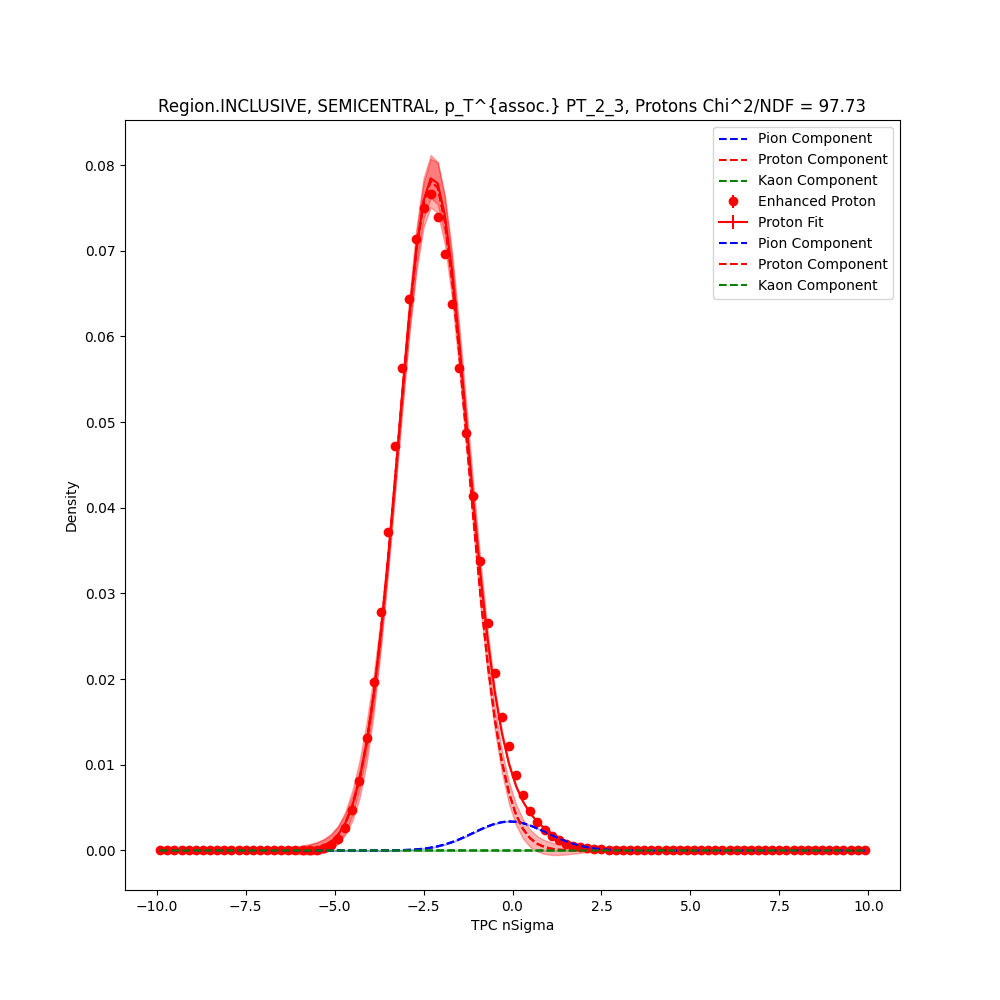 Region.INCLUSIVE, SEMICENTRAL, p_T^{assoc.} PT_2_3, Protons Chi^2/NDF = 97.73
Pion Component
Proton Component
Kaon Component
Enhanced Proton
Proton Fit
Pion Component
Proton Component
Kaon Component
0.08
0.07
0.06
0.05
0.04
0.03
0.02
0.01
0.00
Density
−10.0 −7.5 −5.0 −2.5 0.0 2.5 5.0 7.5 10.0
TPC nSigma